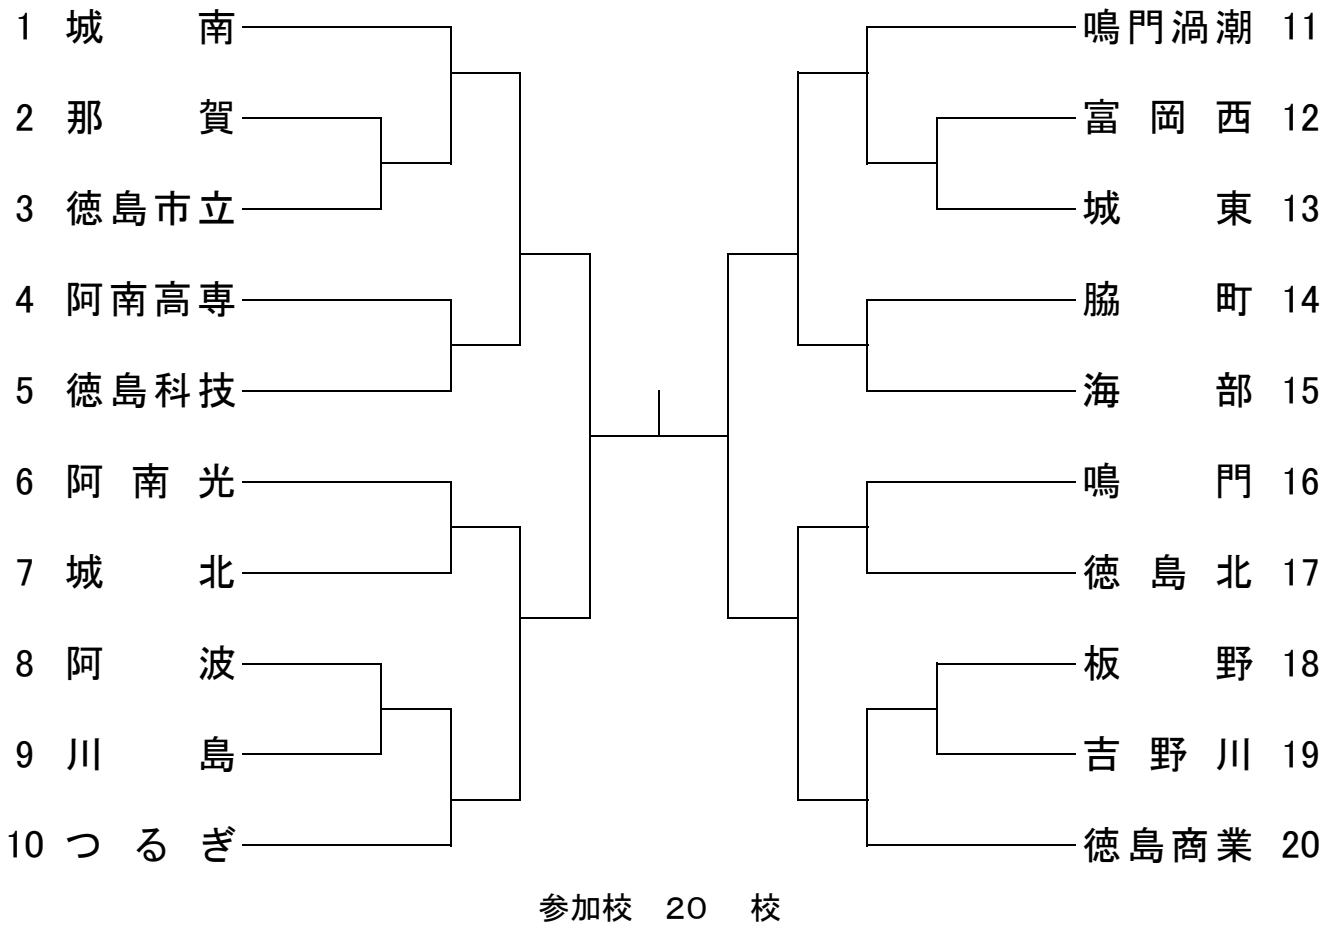 1 城南
2 那賀
3 徳島市立
4 阿南高専
5 徳島科技
6 阿南光
7 城北
8 阿波
9 川島
10 つるぎ
鳴門渦潮 11
富岡西 12
城東 13
脇町 14
海部 15
鳴門 16
徳島北 17
板野 18
吉野川 19
徳島商業 20
参加校 20 校